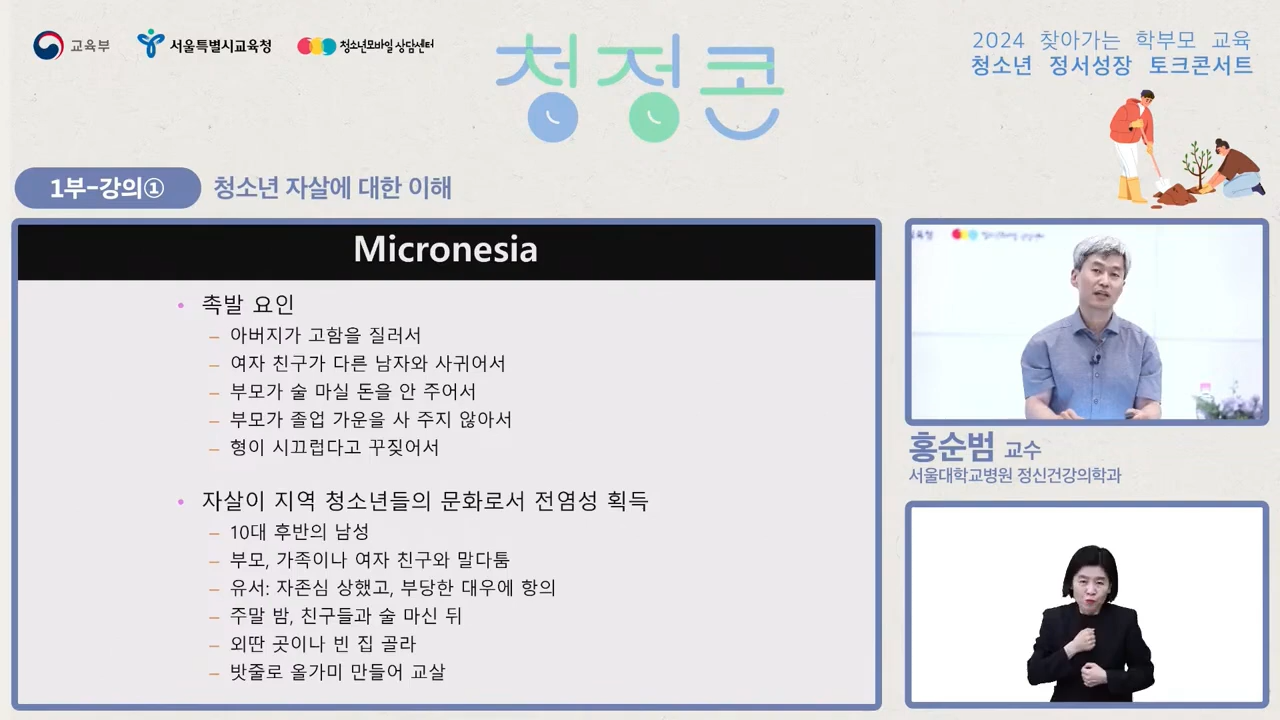 교육부
서울특별시교육청
청소년모바일 상담센터
청정콘
2024 찾아가는 학부모 교육
청소년 정서성장 토크콘서트
1부-강의①
청소년 자살에 대한 이해
Micronesia
• 촉발 요인
– 아버지가 고함을 질러서
– 여자 친구가 다른 남자와 사귀어서
– 부모가 술 마실 돈을 안 주어서
– 부모가 졸업 가운을 사 주지 않아서
– 형이 시끄럽다고 꾸짖어서
• 자살이 지역 청소년들의 문화로서 전염성 획득
– 10대 후반의 남성
– 부모, 가족이나 여자 친구와 말다툼
– 유서: 자존심 상했고, 부당한 대우에 항의
– 주말 밤, 친구들과 술 마신 뒤
– 외딴 곳이나 빈 집 골라
– 밧줄로 올가미 만들어 교살
홍순범 교수
서울대학교병원 정신건강의학과